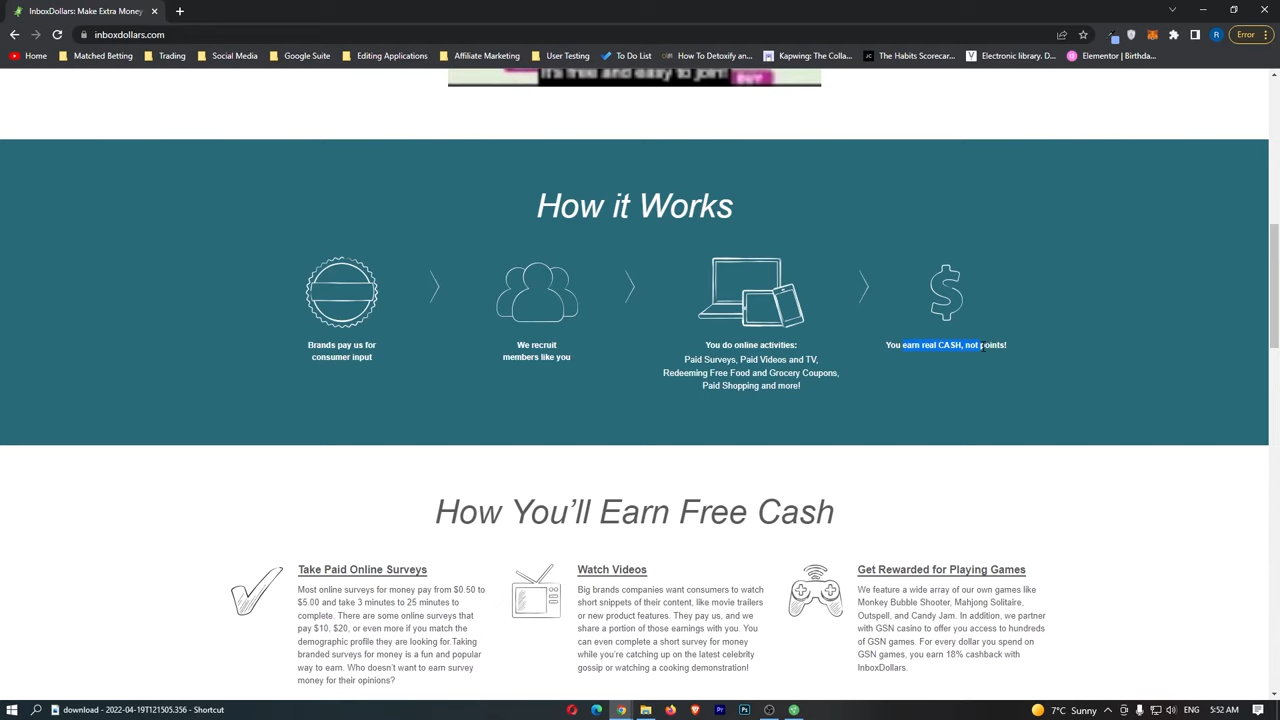 InboxDollars: Earn Money
inboxdollars.com
Error
Home
Matched Betting
Trading
Social Media
Google Suite
Editing Applications
Affiliate Marketing
User Testing
To Do List
How To Detoxify an...
Kapwing: The Colla...
The Habits Scorecar...
Electronic library. D...
Elementor | Birthda...
It's free and easy to join!
BUY
How it Works
Brands pay us for
consumer input
We recruit
members like you
You do online activities:
Paid Surveys, Paid Videos and TV,
Redeeming Free Food and Grocery Coupons,
Paid Shopping and more!
You earn real CASH, not points!
How You'll Earn Free Cash
Take Paid Online Surveys
Most online surveys for money pay from $0.50 to
$5.00 and take 3 minutes to 25 minutes to
complete. There are some online surveys that
pay $10, $20, or even more if you match the
demographic profile they are looking for.Taking
branded surveys for money is a fun and popular
way to earn. Who doesn't want to earn survey
money for their opinions?
Watch Videos
Big brands companies want consumers to watch
short snippets of their content, like movie trailers
or new product features. They pay us, and we
share a portion of those earnings with you. You
can even complete a short survey for money
while you're catching up on the latest celebrity
gossip or watching a cooking demonstration!
Get Rewarded for Playing Games
We feature a wide array of our own games like
Monkey Bubble Shooter, Mahjong Solitaire,
Outspell, and Candy Jam. In addition, we partner
with GSN casino to offer you access to hundreds
of GSN games. For every dollar you spend on
GSN games, you earn 18% cashback with
InboxDollars.
download - 2022-04-19T121505.356 - Shortcut
7°C Sunny
5:52 AM